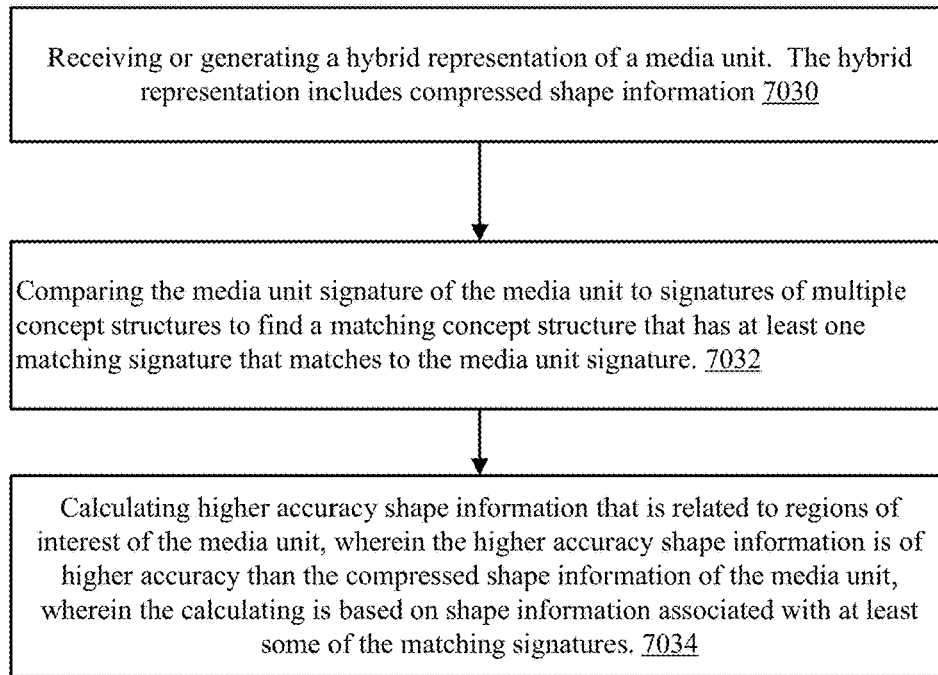 Receiving or generating a hybrid representation of a media unit.  The hybrid
representation includes compressed shape information 7030
Comparing the media unit signature of the media unit to signatures of multiple
concept structures to find a matching concept structure that has at least one
matching signature that matches to the media unit signature. 7032
Calculating higher accuracy shape information that is related to regions of
interest of the media unit, wherein the higher accuracy shape information is of
higher accuracy than the compressed shape information of the media unit,
wherein the calculating is based on shape information associated with at least
some of the matching signatures. 7034